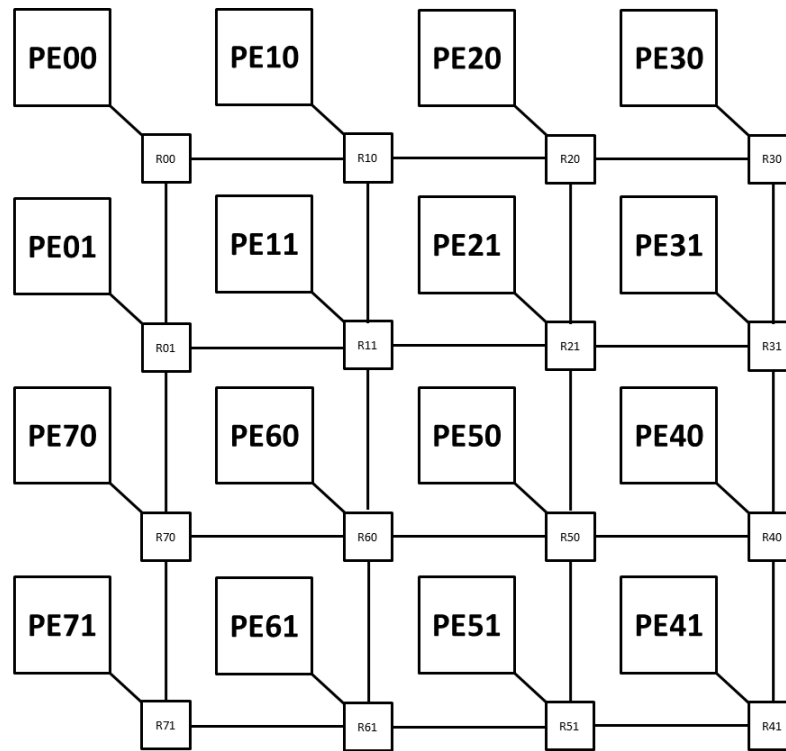 PE00 PE10 PE20 PE30
R00 R10 R20 R30
PE01 PE11 PE21 PE31
R01 R11 R21 R31
PE70 PE60 PE50 PE40
R70 R60 R50 R40
PE71 PE61 PE51 PE41
R71 R61 R51 R41